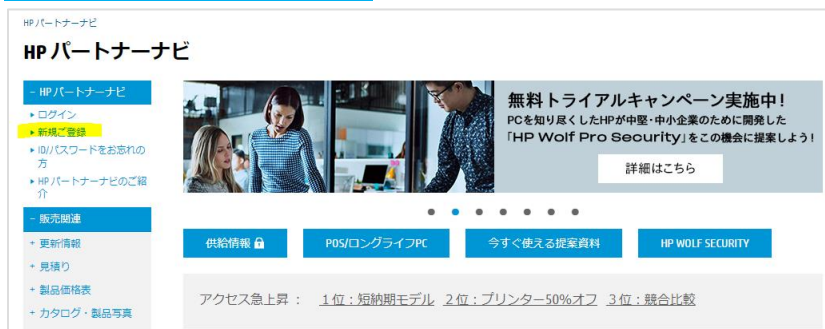 HPパートナーナビ
HP パートナーナビ
- HPパートナーナビ
ログイン
新規ご登録
ID/パスワードをお忘れの
方
HPパートナーナビのご紹
介
- 販売関連
+ 更新情報
+ 見積り
+ 製品価格表
+ カタログ・製品写真
無料トライアルキャンペーン実施中!
PCを知り尽くしたHPが中堅・中小企業のために開発した
「HP Wolf Pro Security」をこの機会に提案しよう!
詳細はこちら
供給情報
POS/ロングライフPC
今すぐ使える提案資料
HP WOLF SECURITY
アクセス急上昇 : 1位:短納期モデル 2位:プリンター50%オフ 3位:競合比較